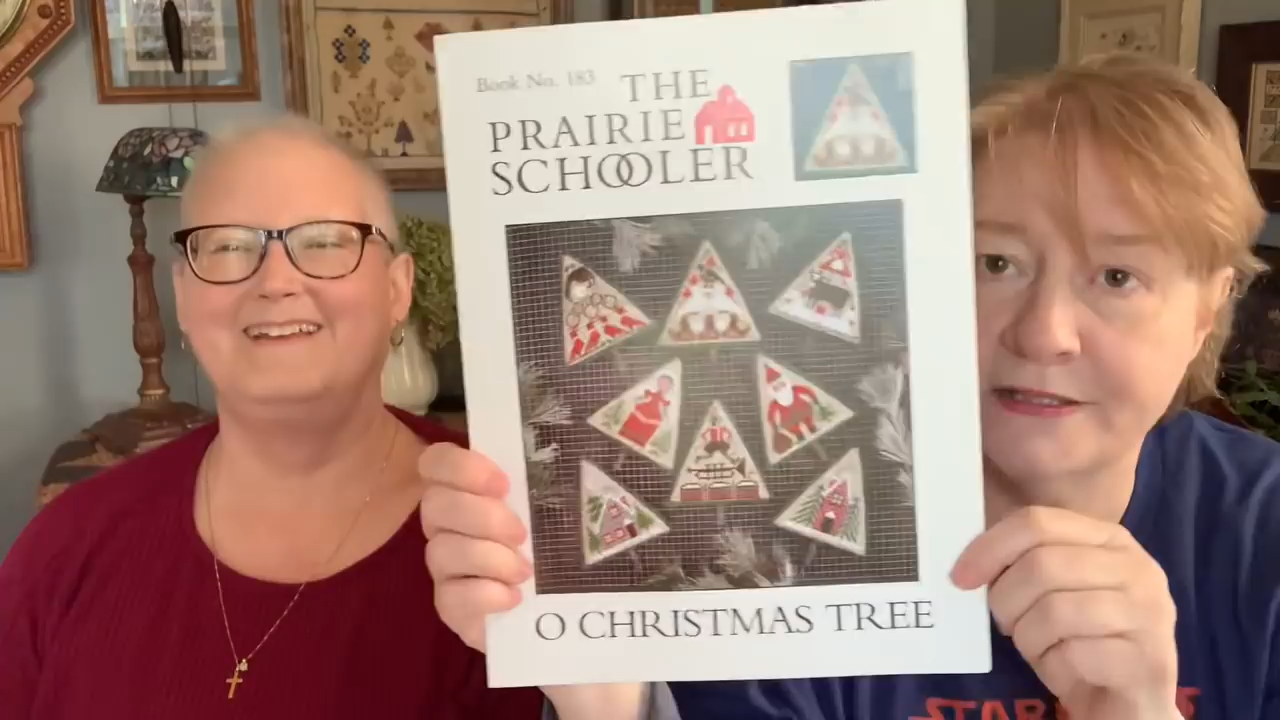 Book No. 183
THE
PRAIRIE
SCHOOLER
O CHRISTMAS TREE
STAR